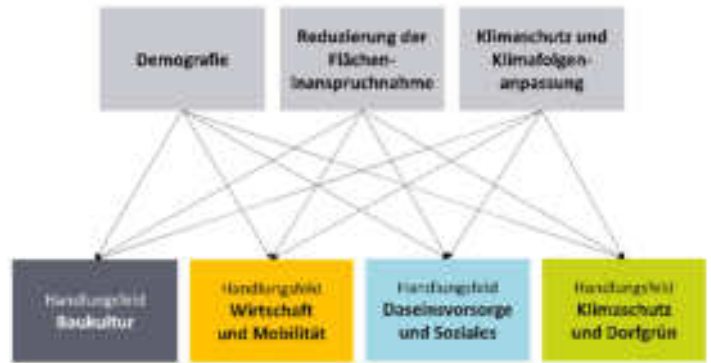 Demografie
Reduzierung der
Flächen-
inanspruchnahme
Klimaschutz und
Klimafolgen-
anpassung
Handlungsfeld
Baukultur
Handlungsfeld
Wirtschaft
und Mobilität
Handlungsfeld
Daseinsvorsorge
und Soziales
Handlungsfeld
Klimaschutz
und Dorfgrün